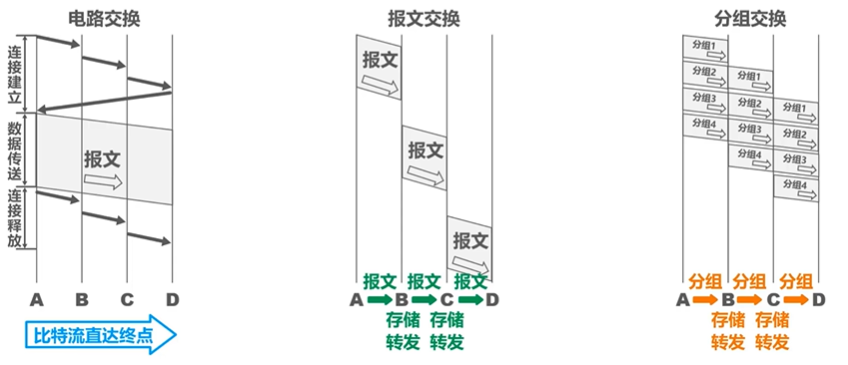 电路交换
连接建立
数据传送
连接释放
报文
A B C D
比特流直达终点
报文交换
报文
报文
报文
报文 报文 报文
A B C D
存储 存储
转发 转发
分组交换
分组1
分组2 分组1
分组3 分组2 分组1
分组4 分组3 分组2
分组4 分组3
分组4
分组 分组 分组
A B C D
存储 存储
转发 转发